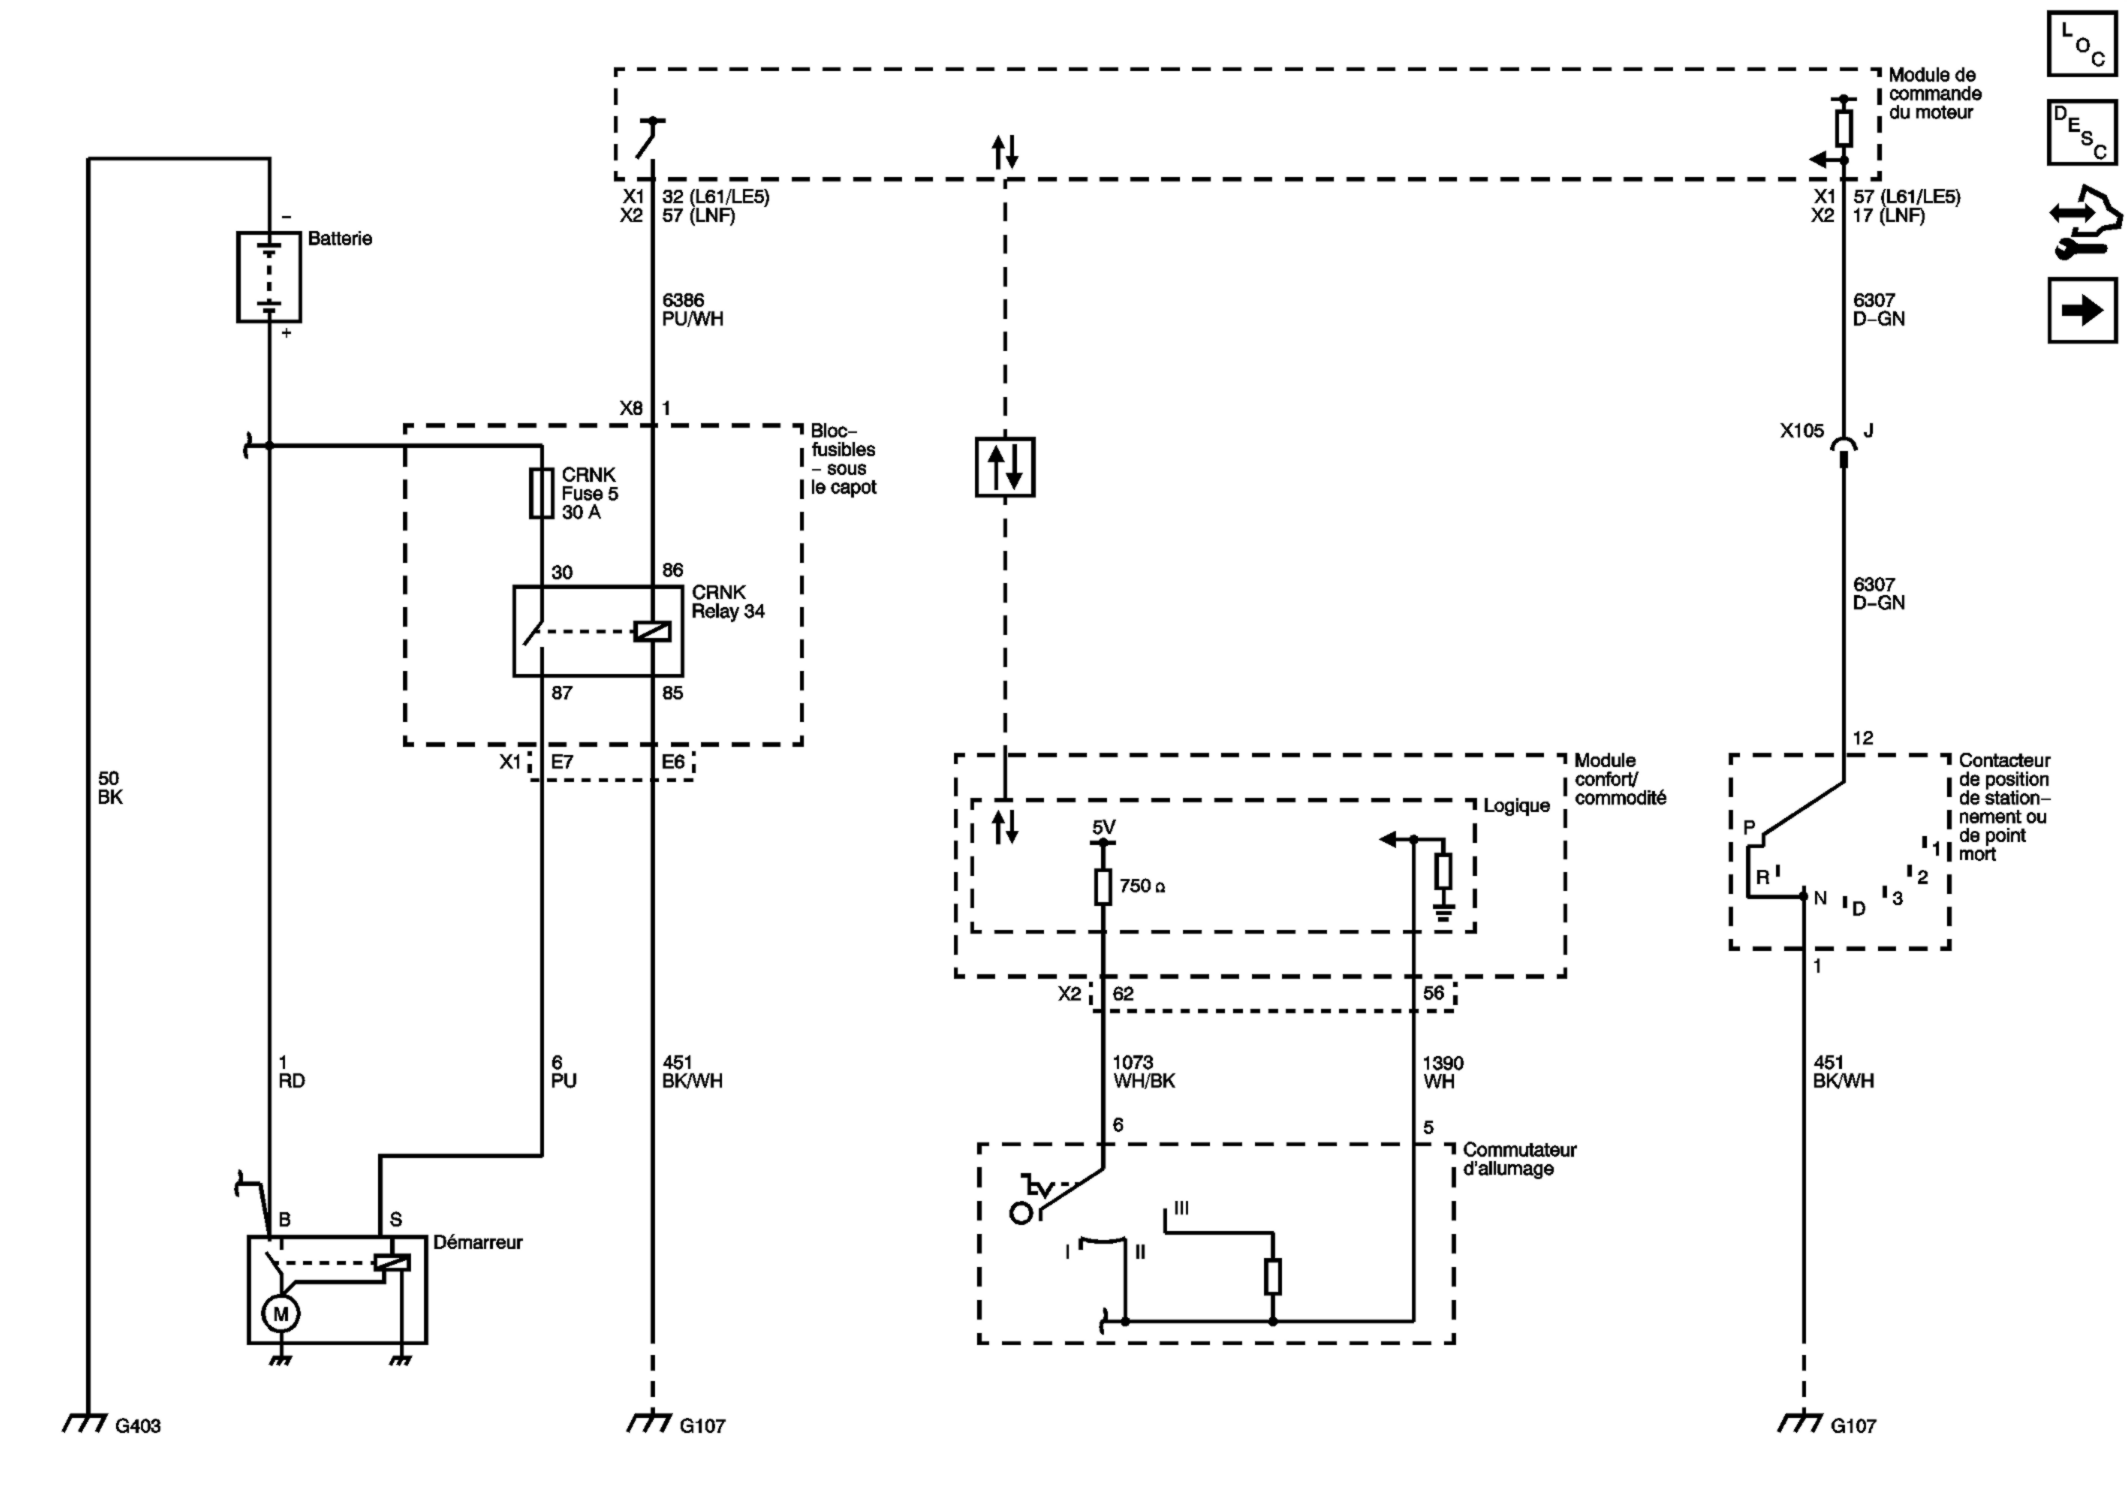 L
O
C
Module de
commande
du moteur
D
E
S
C
X1 32 (L61/LE5)
X2 57 (LNF)
X1 57 (L61/LE5)
X2 17 (LNF)
−
Batterie
+
6386
PU/WH
6307
D-GN
X8 1
X105 J
Bloc-
fusibles
- sous
le capot
CRNK
Fuse 5
30 A
30
86
CRNK
Relay 34
6307
D-GN
87
85
X1 E7 E6
12
Module
confort/
commodité
Logique
5V
750 Ω
Contacteur
de position
de station-
nement ou
de point
mort
P
R
N
D
3
2
1
50
BK
X2 62 56
1
1
RD
6
PU
451
BK/WH
1073
WH/BK
1390
WH
451
BK/WH
6
5
Commutateur
d'allumage
I
II
III
B
S
Démarreur
M
G403
G107
G107